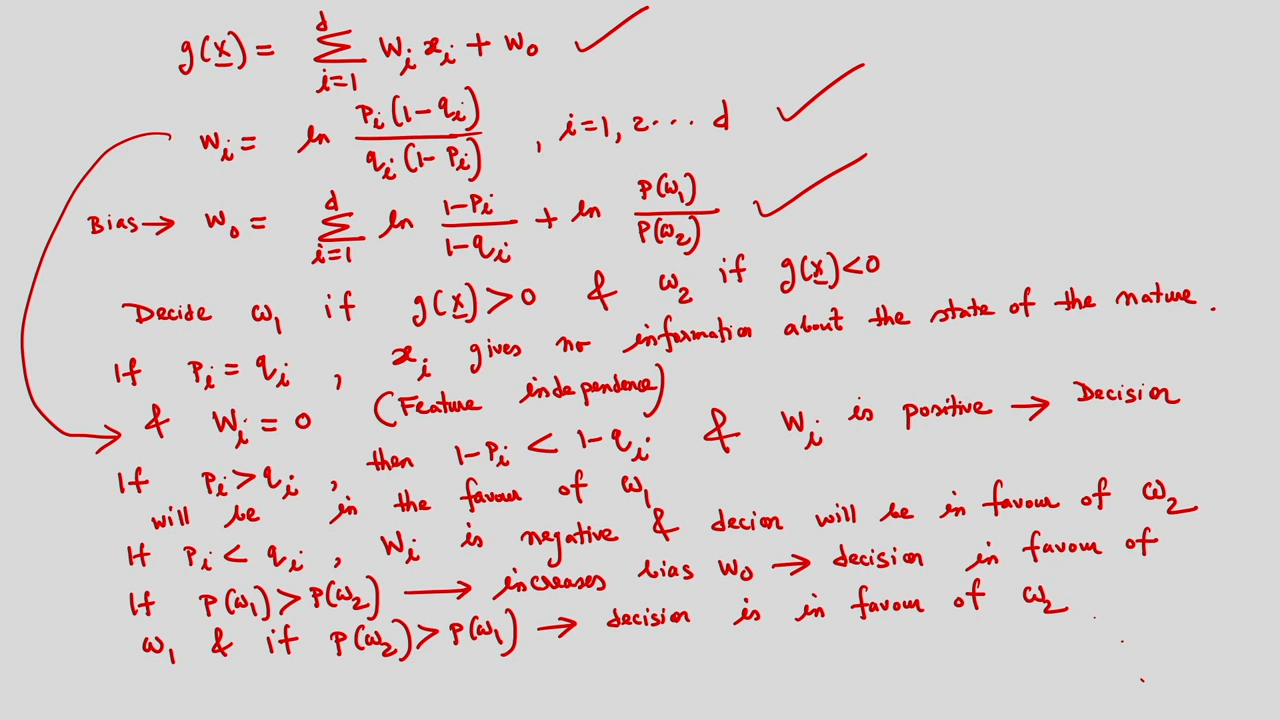 g(x) = Σ_{i=1}^{d} w_i x_i + w_0 ✓
w_i = ln \frac{p_i (1 - q_i)}{q_i (1 - p_i)} , i = 1, 2 ... d ✓
Bias → w_0 = Σ_{i=1}^{d} ln \frac{1 - p_i}{1 - q_i} + ln \frac{P(ω_1)}{P(ω_2)} ✓
Decide ω_1 if g(x) > 0 & ω_2 if g(x) < 0
If p_i = q_i , x_i gives no information about the state of the nature .
& w_i = 0 (Feature independence)
If p_i > q_i , then 1 - p_i < 1 - q_i & w_i is positive → Decision
will be in the favour of ω_1
If p_i < q_i , w_i is negative & decion will be in favour of ω_2
If P(ω_1) > P(ω_2) → increases bias w_0 → decision in favour of
ω_1 & if P(ω_2) > P(ω_1) → decision is in favour of ω_2